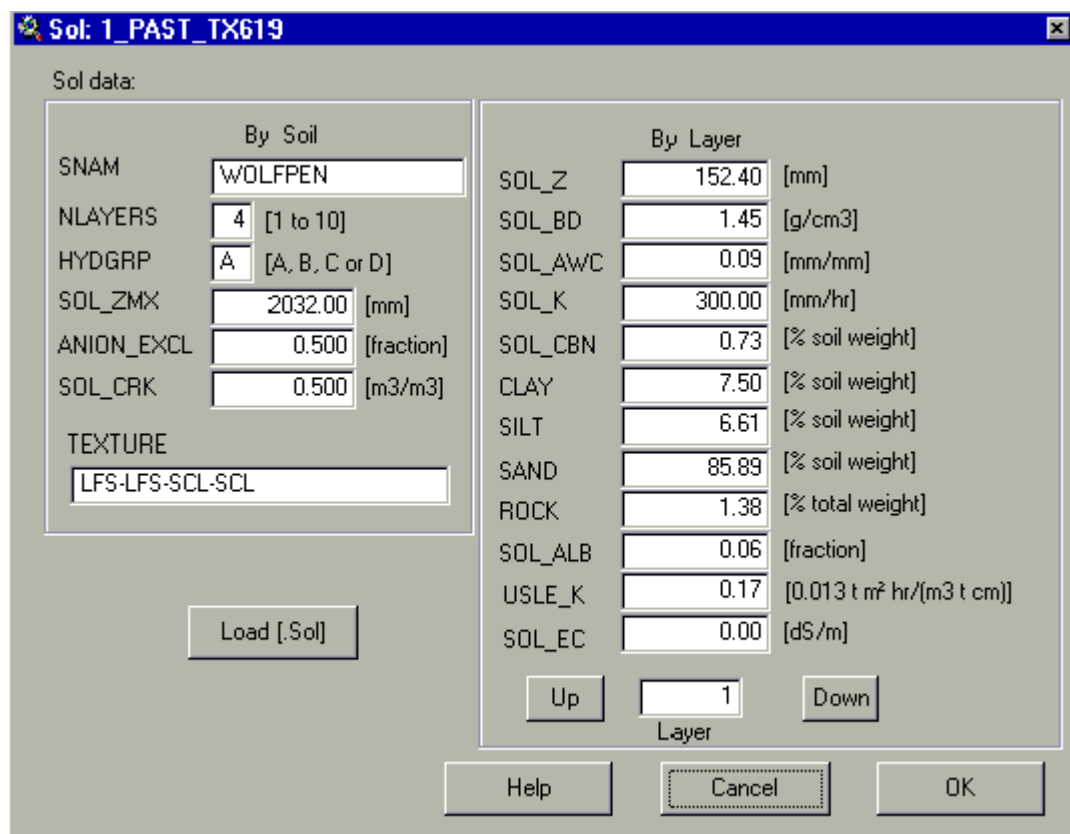 Sol: 1_PAST_TX619
Sol data:
By Soil
SNAM WOLFPEN
NLAYERS 4 [1 to 10]
HYDGRP A [A, B, C or D]
SOL_ZMX 2032.00 [mm]
ANION_EXCL 0.500 [fraction]
SOL_CRK 0.500 [m3/m3]
TEXTURE
LFS-LFS-SCL-SCL
Load [.Sol]
By Layer
SOL_Z 152.40 [mm]
SOL_BD 1.45 [g/cm3]
SOL_AWC 0.09 [mm/mm]
SOL_K 300.00 [mm/hr]
SOL_CBN 0.73 [% soil weight]
CLAY 7.50 [% soil weight]
SILT 6.61 [% soil weight]
SAND 85.89 [% soil weight]
ROCK 1.38 [% total weight]
SOL_ALB 0.06 [fraction]
USLE_K 0.17 [0.013 t m² hr/(m3 t cm)]
SOL_EC 0.00 [dS/m]
Up 1 Down
Layer
Help Cancel OK